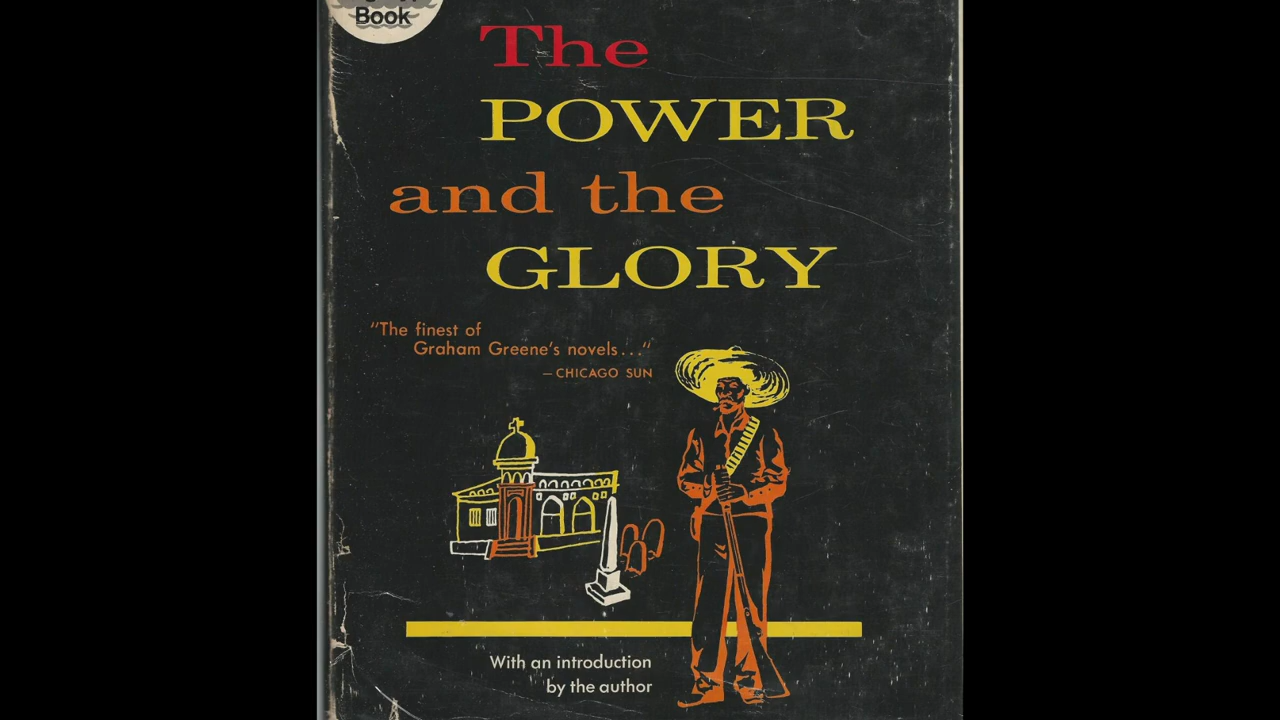 Book
The
POWER
and the
GLORY
"The finest of
Graham Greene's novels..."
— CHICAGO SUN
With an introduction
by the author